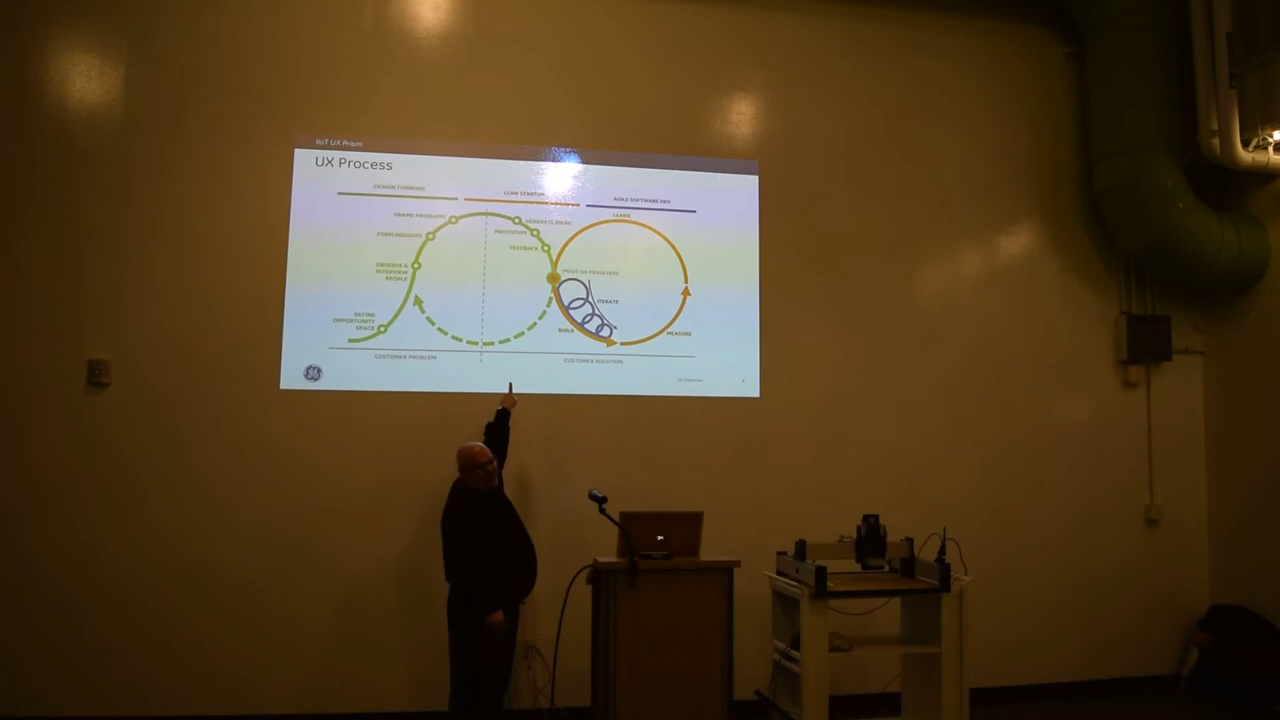 IIoT UX Prism
UX Process
DESIGN THINKING
LEAN STARTUP
AGILE SOFTWARE DEV
FRAME PROBLEMS
GENERATE IDEAS
LEARN
FORM INSIGHTS
PROTOTYPE
FEEDBACK
OBSERVE &
INTERVIEW
PEOPLE
PIVOT OR PERSEVERE
ITERATE
DEFINE
OPPORTUNITY
SPACE
BUILD
MEASURE
CUSTOMER PROBLEM
CUSTOMER SOLUTION
GE